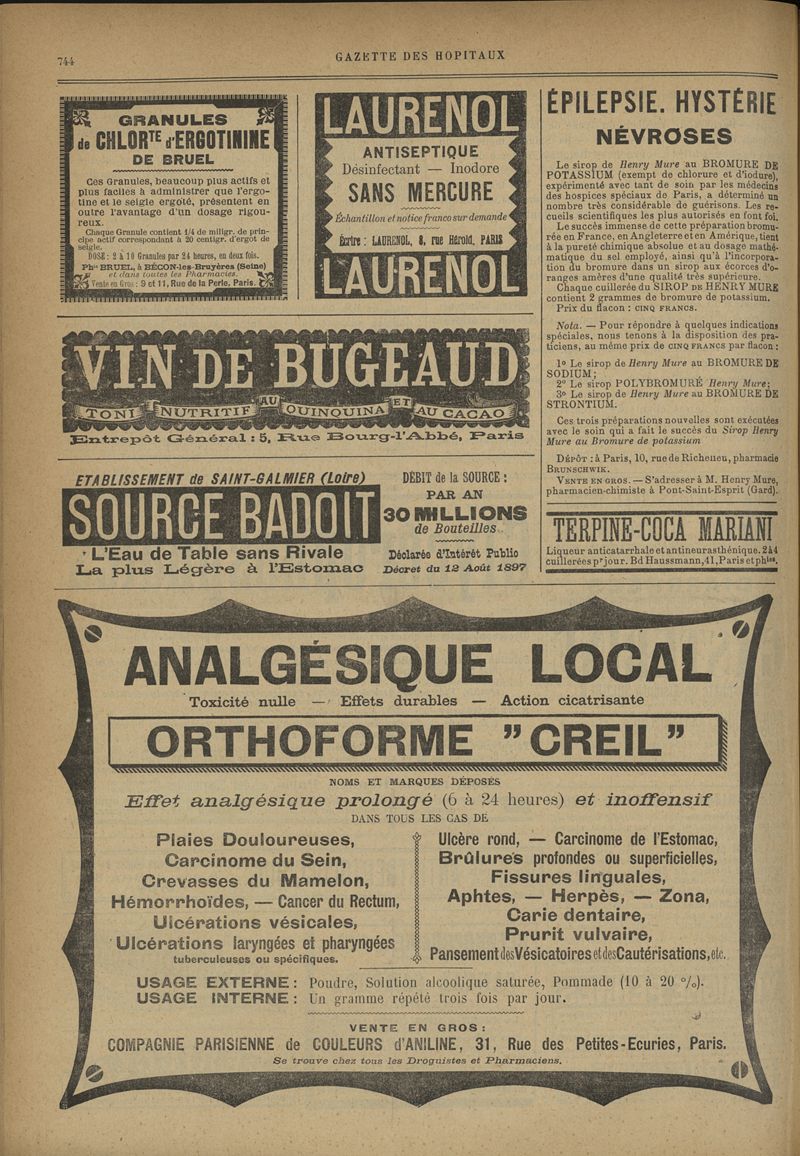 744
GAZETTE DES HOPITAUX
GRANULES
de CHLORTE d'ERGOTININE
DE BRUEL
Ces Granules, beaucoup plus actifs et
plus faciles à administrer que l'ergo-
tine et le seigle ergoté, présentent en
outre l'avantage d'un dosage rigou-
reux.
Chaque Granule contient 1/4 de miligr. de prin-
cipe actif correspondant à 20 centigr. d'ergot de
seigle.
DOSE : 2 à 10 Granules par 24 heures, en deux fois.
Phie BRUEL, à BÉCON-les-Bruyères (Seine)
et dans toutes les Pharmacies.
Vente en Gros : 9 et 11, Rue de la Perle, Paris.
LAURENOL
ANTISEPTIQUE
Désinfectant — Inodore
SANS MERCURE
Échantillon et notice franco sur demande
Écrire : LAURENOL, 8, rue Hérold, PARIS
LAURENOL
VIN DE BUGEAUD
TONI NUTRITIF AU QUINQUINA ET AU CACAO
Entrepôt Général : 5, Rue Bourg-l'Abbé, Paris
ETABLISSEMENT de SAINT-GALMIER (Loire)
SOURCE BADOIT
L'Eau de Table sans Rivale
La plus Légère à l'Estomac
DÉBIT de la SOURCE :
PAR AN
30 MILLIONS
de Bouteilles
Déclarée d'Intérêt Public
Décret du 12 Août 1897
ÉPILEPSIE. HYSTÉRIE
NÉVROSES
Le sirop de Henry Mure au BROMURE DE
POTASSIUM (exempt de chlorure et d'iodure),
expérimenté avec tant de soin par les médecins
des hospices spéciaux de Paris, a déterminé un
nombre très considérable de guérisons. Les re-
cueils scientifiques les plus autorisés en font foi.
Le succès immense de cette préparation bromu-
rée en France, en Angleterre et en Amérique, tient
à la pureté chimique absolue et au dosage mathé-
matique du sel employé, ainsi qu'à l'incorpora-
tion du bromure dans un sirop aux écorces d'o-
ranges amères d'une qualité très supérieure.
Chaque cuillerée du SIROP DE HENRY MURE
contient 2 grammes de bromure de potassium.
Prix du flacon : CINQ FRANCS.
Nota. — Pour répondre à quelques indications
spéciales, nous tenons à la disposition des pra-
ticiens, au même prix de CINQ FRANCS par flacon :
1o Le sirop de Henry Mure au BROMURE DE
SODIUM;
2o Le sirop POLYBROMURÉ Henry Mure;
3o Le sirop de Henry Mure au BROMURE DE
STRONTIUM.
Ces trois préparations nouvelles sont exécutées
avec le soin qui a fait le succès du Sirop Henry
Mure au Bromure de potassium
DÉPÔT : à Paris, 10, rue de Richelieu, pharmacie
BRUNSCHWIK.
VENTE EN GROS. — S'adresser à M. Henry Mure,
pharmacien-chimiste à Pont-Saint-Esprit (Gard).
TERPINE-COCA MARIANI
Liqueur anticatarrhale et antineurasthénique. 2 à 4
cuillerées pr jour. Bd Haussmann, 41, Paris et phies.
ANALGÉSIQUE LOCAL
Toxicité nulle — Effets durables — Action cicatrisante
ORTHOFORME "CREIL"
NOMS ET MARQUES DÉPOSÉS
Effet analgésique prolongé (6 à 24 heures) et inoffensif
DANS TOUS LES CAS DE
Plaies Douloureuses,
Carcinome du Sein,
Crevasses du Mamelon,
Hémorrhoïdes, — Cancer du Rectum,
Ulcérations vésicales,
Ulcérations laryngées et pharyngées
tuberculeuses ou spécifiques.
Ulcère rond, — Carcinome de l'Estomac,
Brûlures profondes ou superficielles,
Fissures linguales,
Aphtes, — Herpès, — Zona,
Carie dentaire,
Prurit vulvaire,
Pansement des Vésicatoires et des Cautérisations, etc.
USAGE EXTERNE : Poudre, Solution alcoolique saturée, Pommade (10 à 20 %).
USAGE INTERNE : Un gramme répété trois fois par jour.
VENTE EN GROS :
COMPAGNIE PARISIENNE de COULEURS d'ANILINE, 31, Rue des Petites-Ecuries, Paris.
Se trouve chez tous les Droguistes et Pharmaciens.